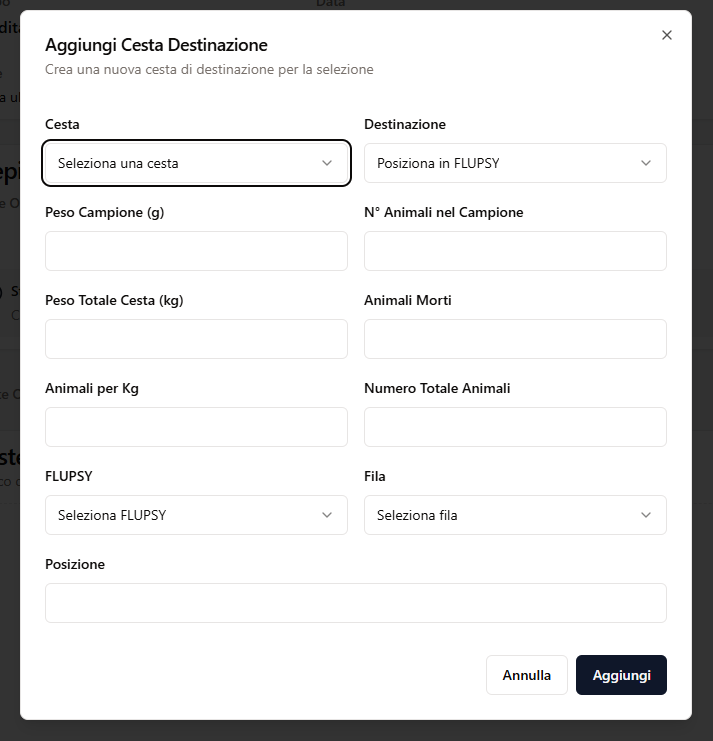 Data
Aggiungi Cesta Destinazione
Crea una nuova cesta di destinazione per la selezione
Cesta
Destinazione
Seleziona una cesta
Posiziona in FLUPSY
Peso Campione (g)
N° Animali nel Campione
Peso Totale Cesta (kg)
Animali Morti
Animali per Kg
Numero Totale Animali
FLUPSY
Fila
Seleziona FLUPSY
Seleziona fila
Posizione
Annulla
Aggiungi